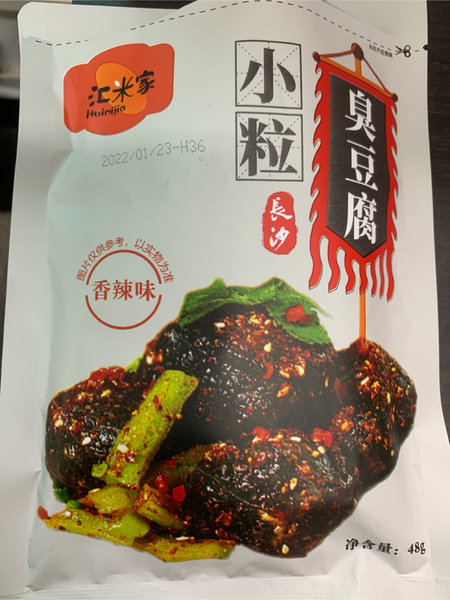 汇米家
Huimijia
2022/01/23-H36
小粒
長沙
臭豆腐
图片仅供参考，以实物为准
香辣味
净含量：48g